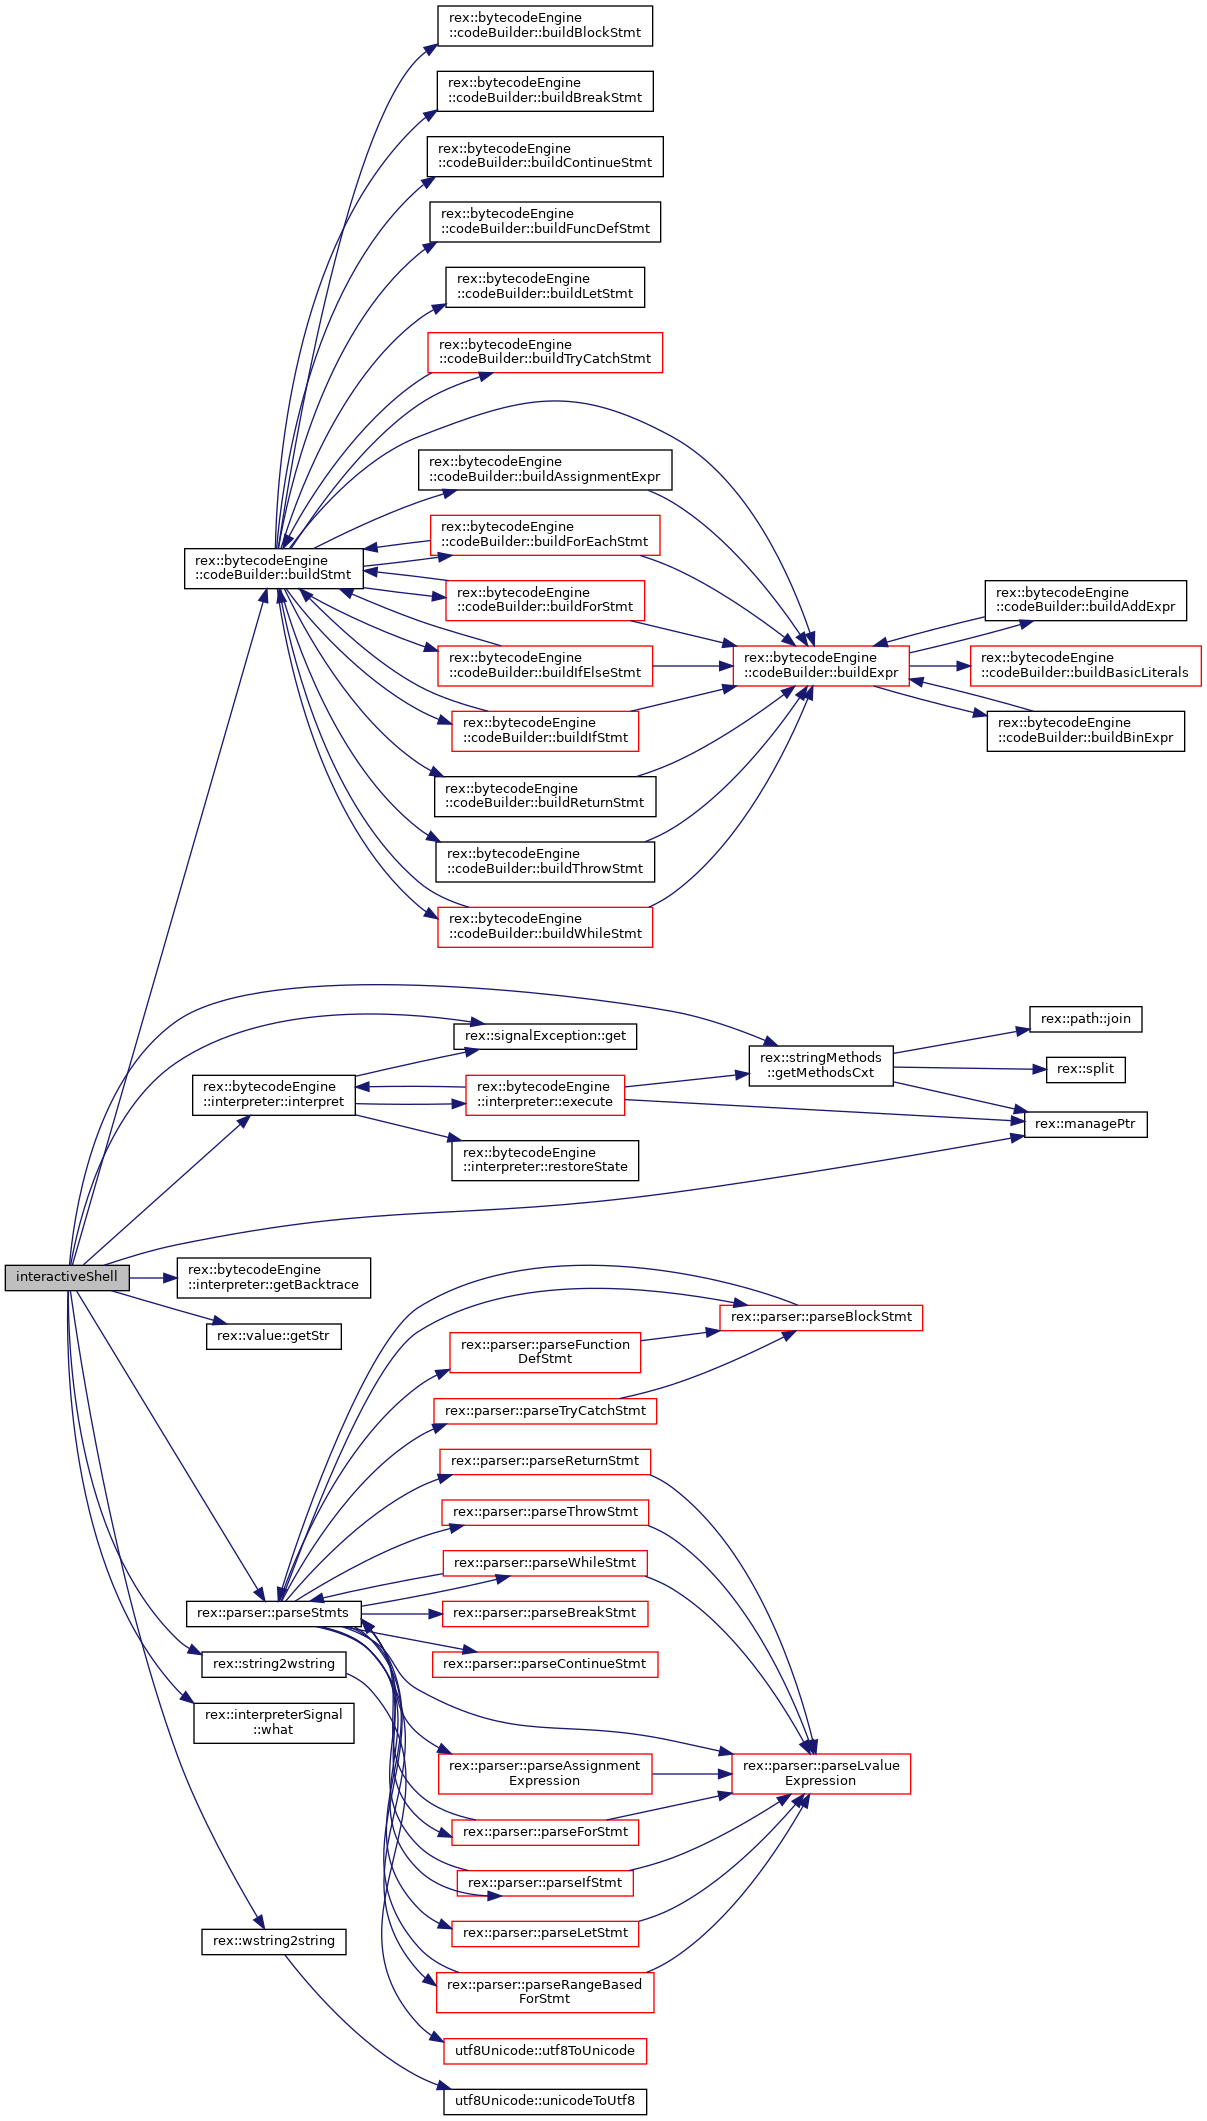 rex::bytecodeEngine
::codeBuilder::buildBlockStmt
rex::bytecodeEngine
::codeBuilder::buildBreakStmt
rex::bytecodeEngine
::codeBuilder::buildContinueStmt
rex::bytecodeEngine
::codeBuilder::buildFuncDefStmt
rex::bytecodeEngine
::codeBuilder::buildLetStmt
rex::bytecodeEngine
::codeBuilder::buildTryCatchStmt
rex::bytecodeEngine
::codeBuilder::buildAssignmentExpr
rex::bytecodeEngine
::codeBuilder::buildForEachStmt
rex::bytecodeEngine
::codeBuilder::buildStmt
rex::bytecodeEngine
::codeBuilder::buildForStmt
rex::bytecodeEngine
::codeBuilder::buildAddExpr
rex::bytecodeEngine
::codeBuilder::buildIfElseStmt
rex::bytecodeEngine
::codeBuilder::buildExpr
rex::bytecodeEngine
::codeBuilder::buildBasicLiterals
rex::bytecodeEngine
::codeBuilder::buildIfStmt
rex::bytecodeEngine
::codeBuilder::buildBinExpr
rex::bytecodeEngine
::codeBuilder::buildReturnStmt
rex::bytecodeEngine
::codeBuilder::buildThrowStmt
rex::bytecodeEngine
::codeBuilder::buildWhileStmt
rex::path::join
rex::signalException::get
rex::stringMethods
::getMethodsCxt
rex::split
rex::bytecodeEngine
::interpreter::interpret
rex::bytecodeEngine
::interpreter::execute
rex::managePtr
rex::bytecodeEngine
::interpreter::restoreState
interactiveShell
rex::bytecodeEngine
::interpreter::getBacktrace
rex::value::getStr
rex::parser::parseBlockStmt
rex::parser::parseFunction
DefStmt
rex::parser::parseTryCatchStmt
rex::parser::parseReturnStmt
rex::parser::parseThrowStmt
rex::parser::parseWhileStmt
rex::parser::parseStmts
rex::parser::parseBreakStmt
rex::string2wstring
rex::parser::parseContinueStmt
rex::interpreterSignal
::what
rex::parser::parseAssignment
Expression
rex::parser::parseLvalue
Expression
rex::parser::parseForStmt
rex::parser::parseIfStmt
rex::parser::parseLetStmt
rex::wstring2string
rex::parser::parseRangeBased
ForStmt
utf8Unicode::utf8ToUnicode
utf8Unicode::unicodeToUtf8